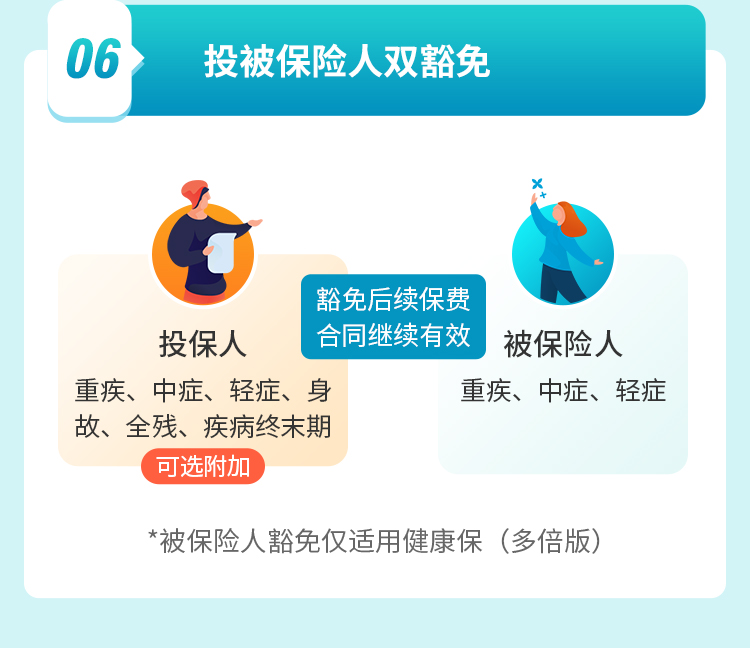 06
投被保险人双豁免
豁免后续保费
合同继续有效
投保人
重疾、中症、轻症、身
故、全残、疾病终末期
可选附加
被保险人
重疾、中症、轻症
*被保险人豁免仅适用健康保（多倍版）